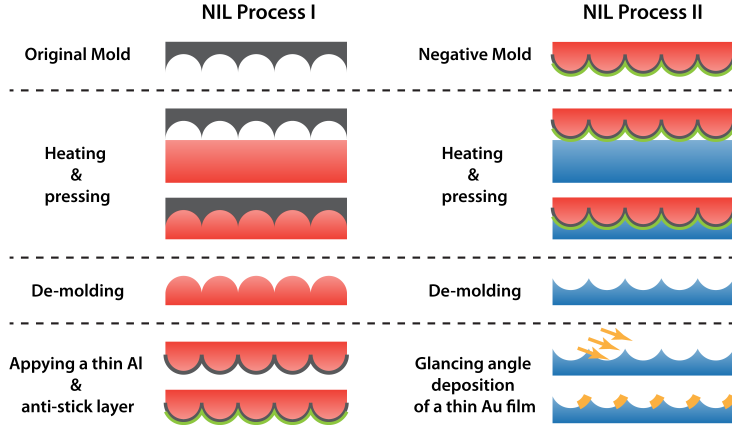 NIL Process I
NIL Process II
Original Mold
Negative Mold
Heating
&
pressing
Heating
&
pressing
De-molding
De-molding
Appying a thin Al
&
anti-stick layer
Glancing angle
deposition
of a thin Au film